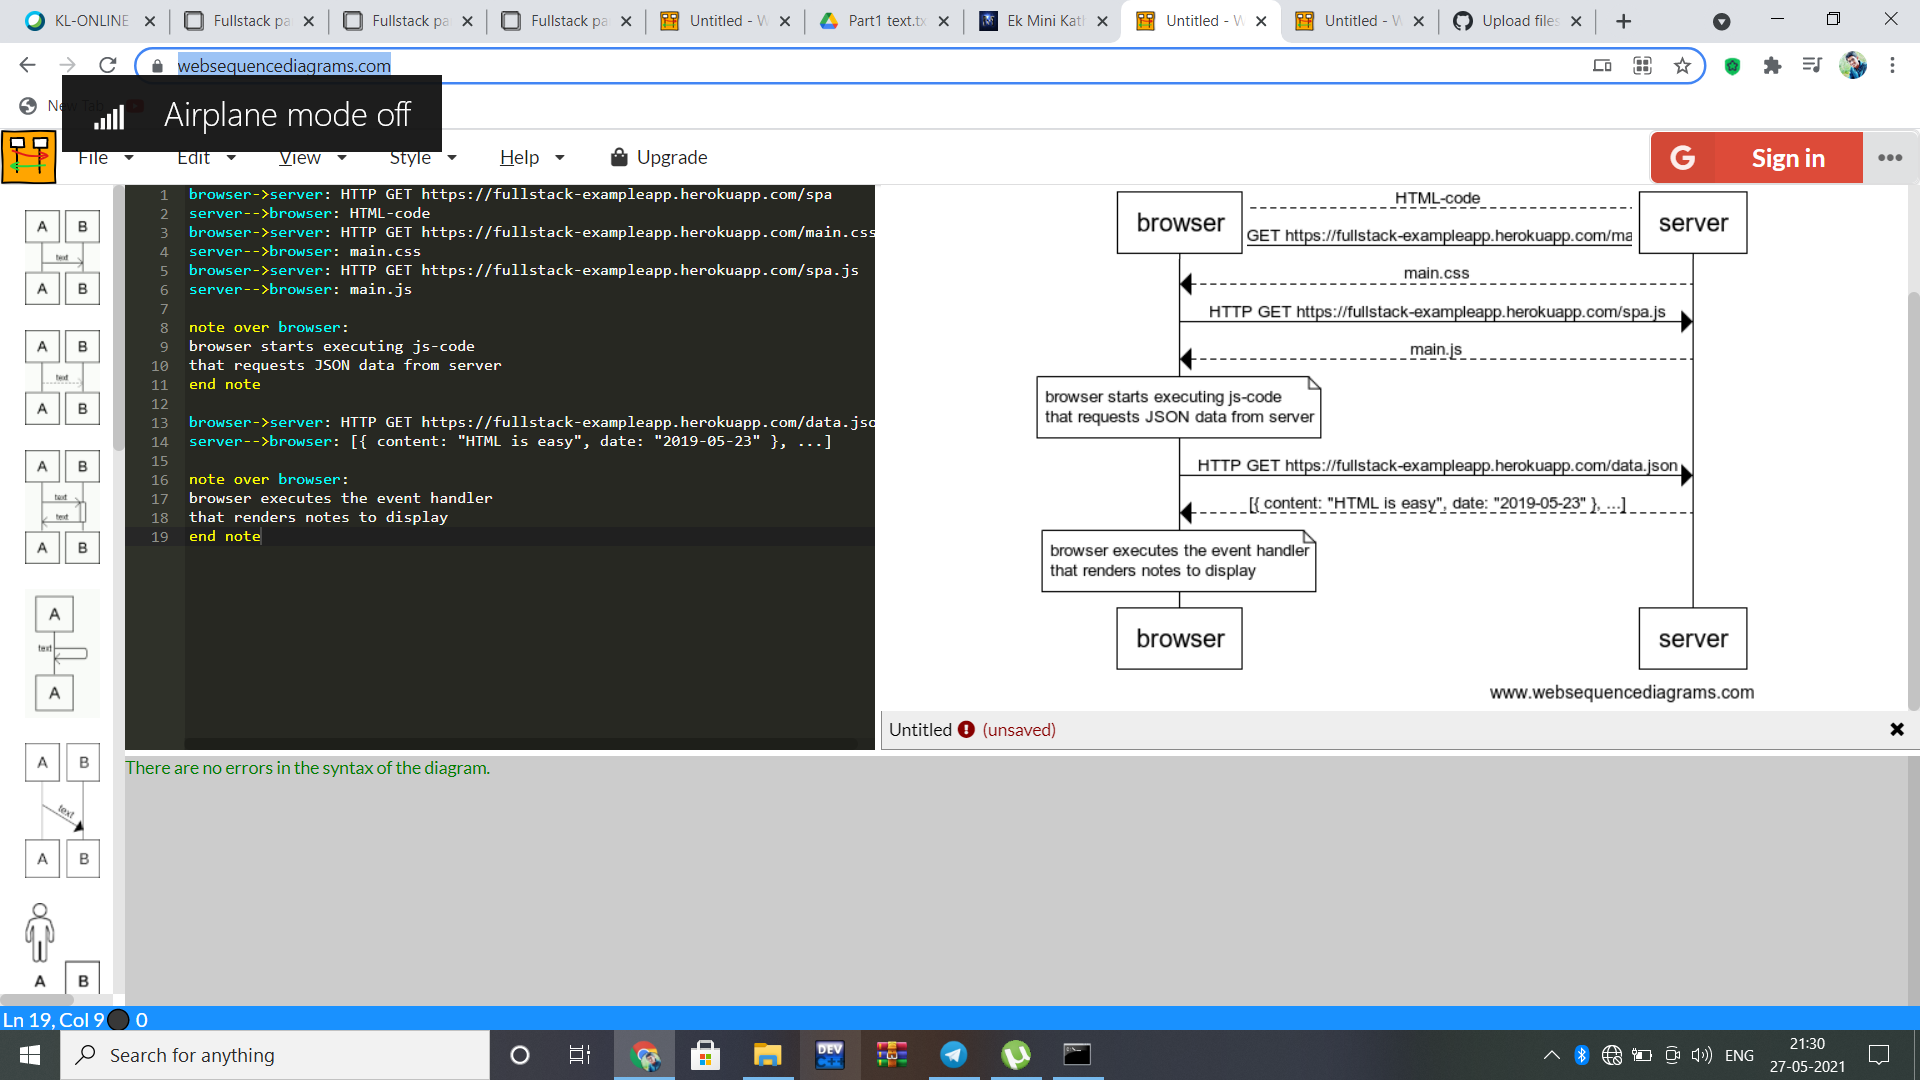 KL-ONLINE
Fullstack pa
Fullstack pa
Fullstack pa
Untitled - W
Part1 text.tx
Ek Mini Kath
Untitled - W
Untitled - W
Upload files
websequencediagrams.com
New Tab
Airplane mode off
File
Edit
View
Style
Help
Upgrade
G
Sign in
1 browser->server: HTTP GET https://fullstack-exampleapp.herokuapp.com/spa
2 server-->browser: HTML-code
3 browser->server: HTTP GET https://fullstack-exampleapp.herokuapp.com/main.css
4 server-->browser: main.css
5 browser->server: HTTP GET https://fullstack-exampleapp.herokuapp.com/spa.js
6 server-->browser: main.js
7
8 note over browser:
9 browser starts executing js-code
10 that requests JSON data from server
11 end note
12
13 browser->server: HTTP GET https://fullstack-exampleapp.herokuapp.com/data.jso
14 server-->browser: [{ content: "HTML is easy", date: "2019-05-23" }, ...]
15
16 note over browser:
17 browser executes the event handler
18 that renders notes to display
19 end note
A B
text
A B
A B
text
A B
A B
text
text
A B
A
text
A
A B
text
A B
A B
HTML-code
browser
server
GET https://fullstack-exampleapp.herokuapp.com/ma
main.css
HTTP GET https://fullstack-exampleapp.herokuapp.com/spa.js
main.js
browser starts executing js-code
that requests JSON data from server
HTTP GET https://fullstack-exampleapp.herokuapp.com/data.json
[{ content: "HTML is easy", date: "2019-05-23" }, ...]
browser executes the event handler
that renders notes to display
browser
server
www.websequencediagrams.com
Untitled (unsaved)
There are no errors in the syntax of the diagram.
Ln 19, Col 9 0
Search for anything
DEV
C++
ENG
21:30
27-05-2021